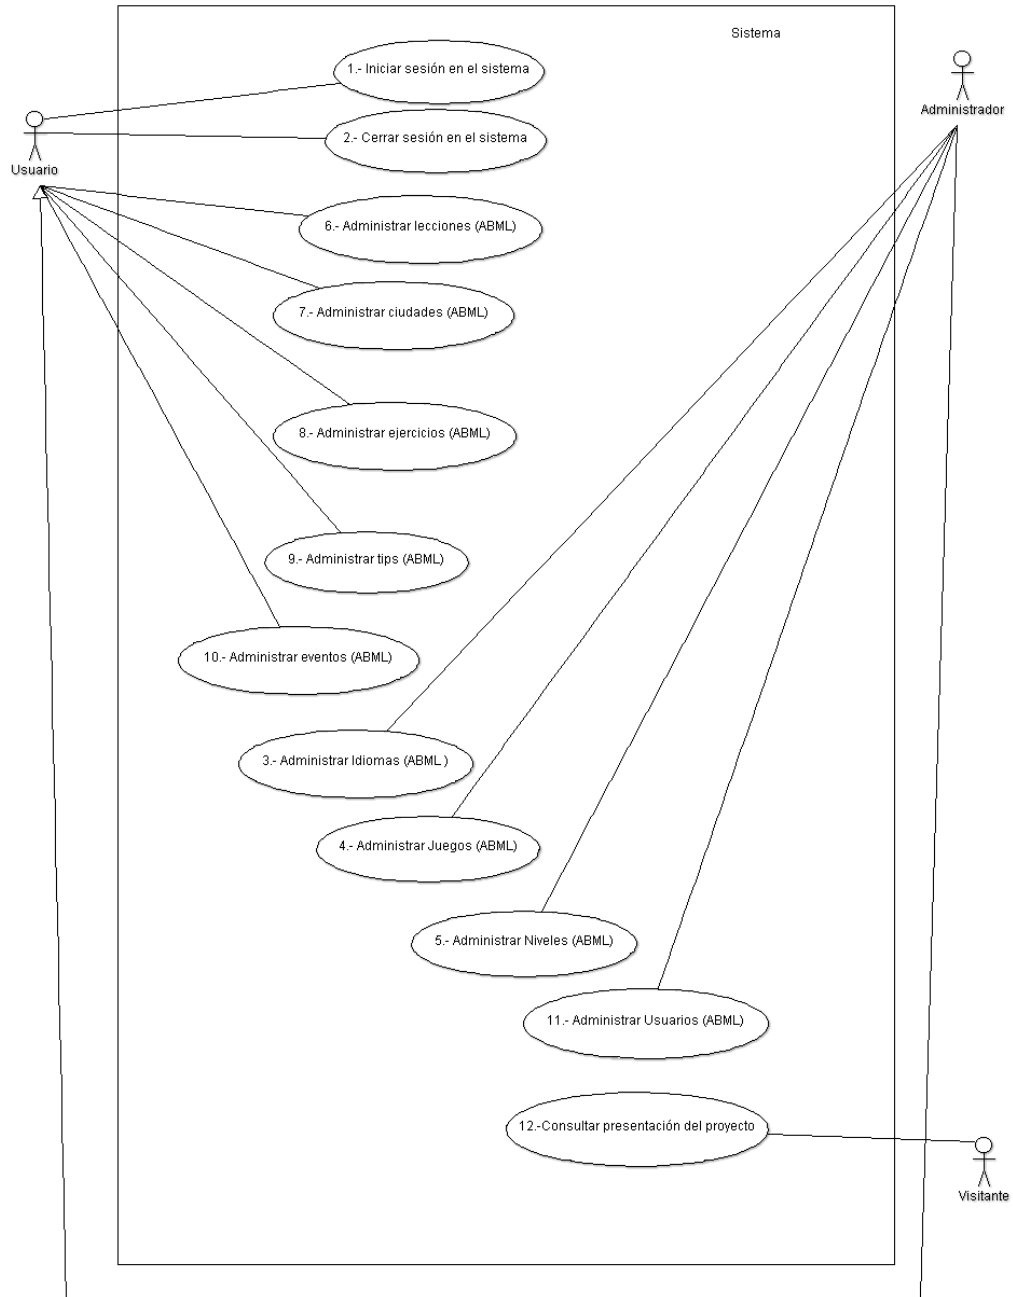 Sistema
1.- Iniciar sesión en el sistema
Administrador
2.- Cerrar sesión en el sistema
Usuario
6.- Administrar lecciones (ABML)
7.- Administrar ciudades (ABML)
8.- Administrar ejercicios (ABML)
9.- Administrar tips (ABML)
10.- Administrar eventos (ABML)
3.- Administrar Idiomas (ABML )
4.- Administrar Juegos (ABML)
5.- Administrar Niveles (ABML)
11.- Administrar Usuarios (ABML)
12.-Consultar presentación del proyecto
Visitante